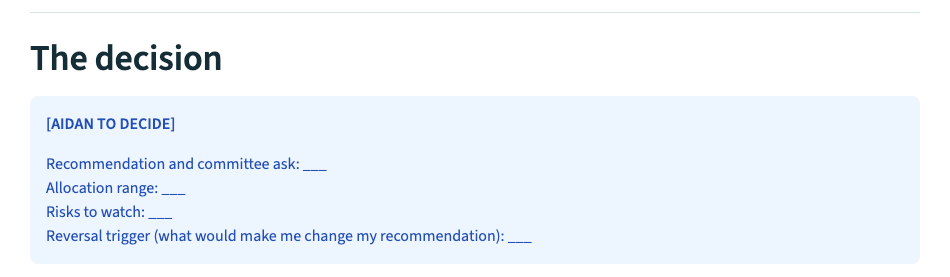 The decision
[AIDAN TO DECIDE]
Recommendation and committee ask: ___
Allocation range: ___
Risks to watch: ___
Reversal trigger (what would make me change my recommendation): ___